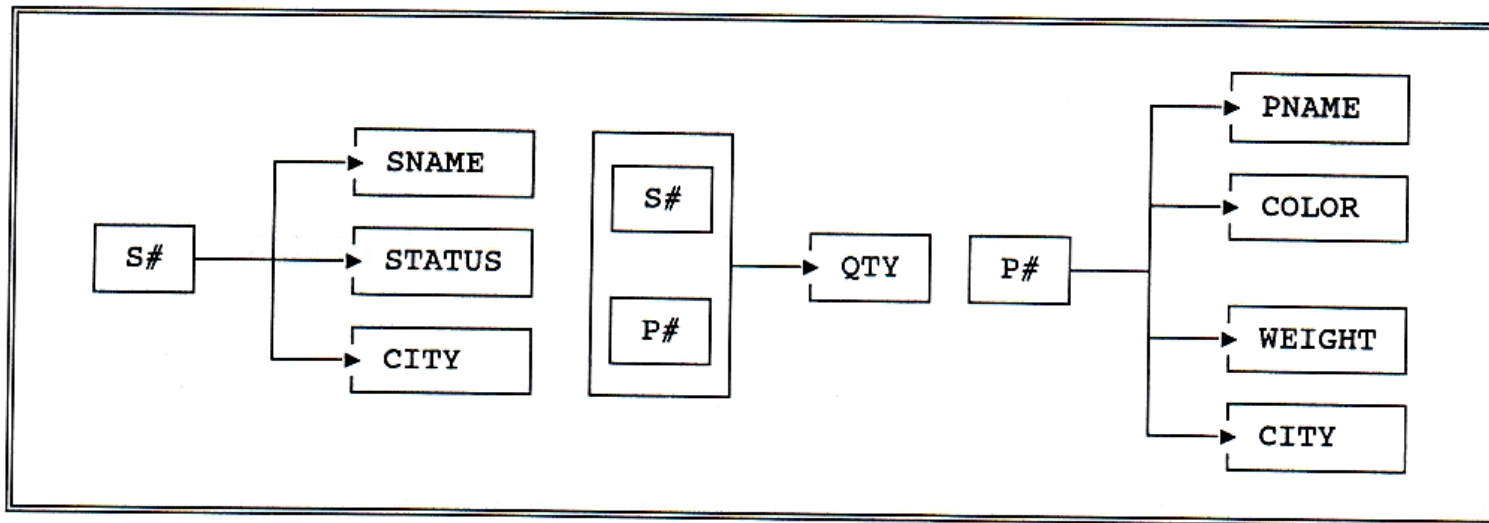 S#
SNAME
STATUS
CITY
S#
P#
QTY
P#
PNAME
COLOR
WEIGHT
CITY